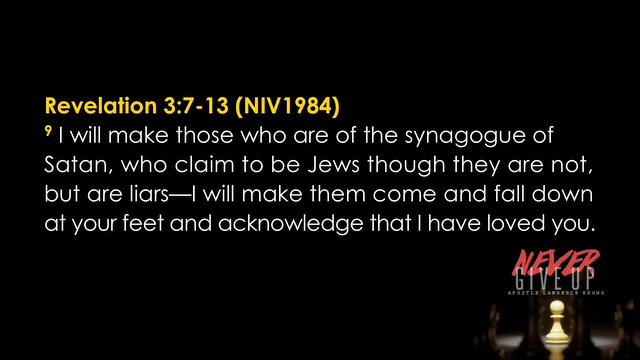 Revelation 3:7-13 (NIV1984)
9 I will make those who are of the synagogue of
Satan, who claim to be Jews though they are not,
but are liars—I will make them come and fall down
at your feet and acknowledge that I have loved you.
NEVER
GIVE UP
APOSTLE LAWRENCE KHONG